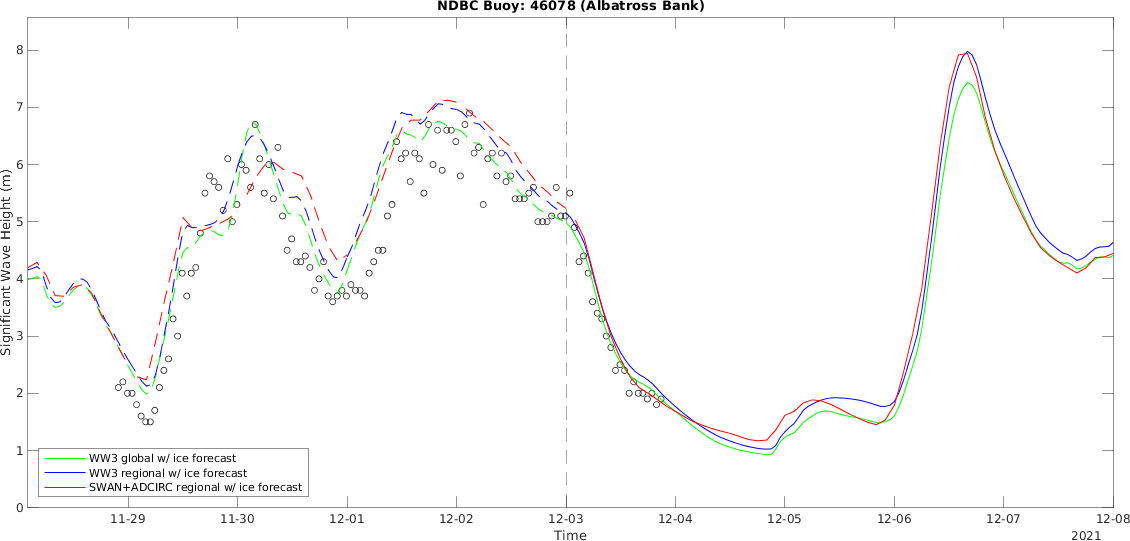 NDBC Buoy: 46078 (Albatross Bank)
Significant Wave Height (m)
8
7
6
5
4
3
2
1
0
WW3 global w/ ice forecast
WW3 regional w/ ice forecast
SWAN+ADCIRC regional w/ ice forecast
11-29 11-30 12-01 12-02 12-03 12-04 12-05 12-06 12-07 12-08
Time
2021